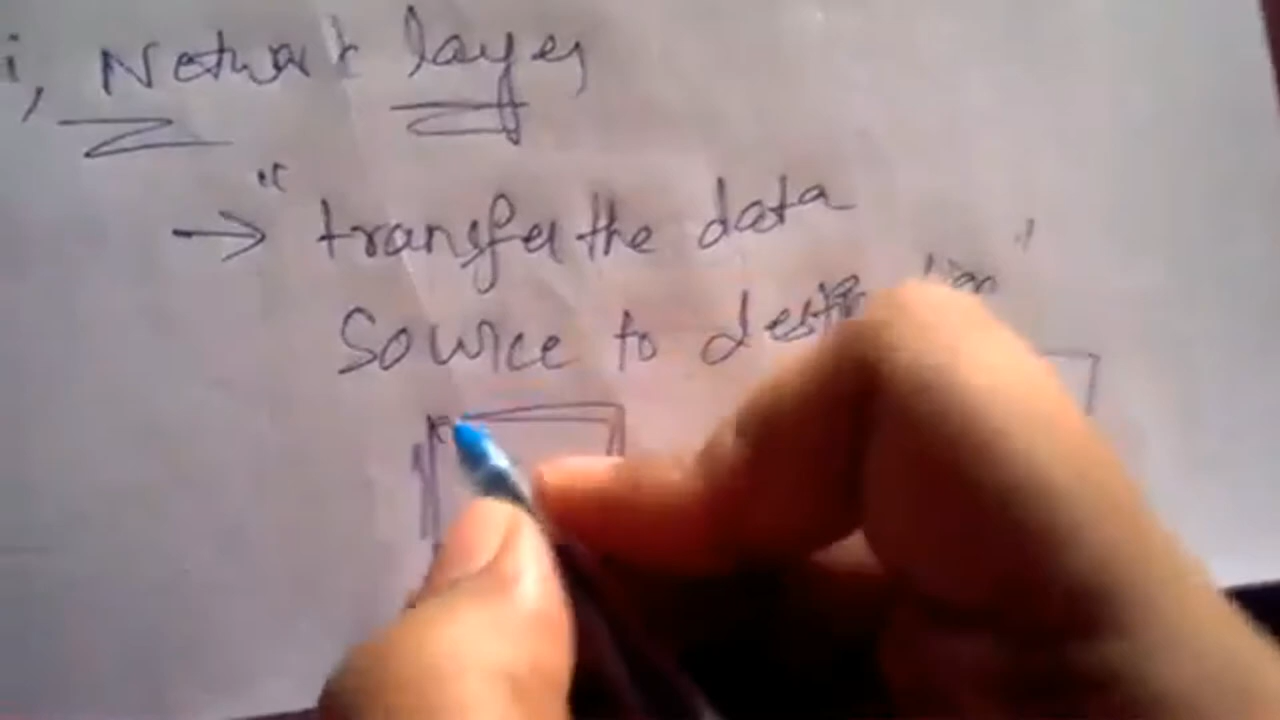 i, Network layer
→ "transfer the data
Source to